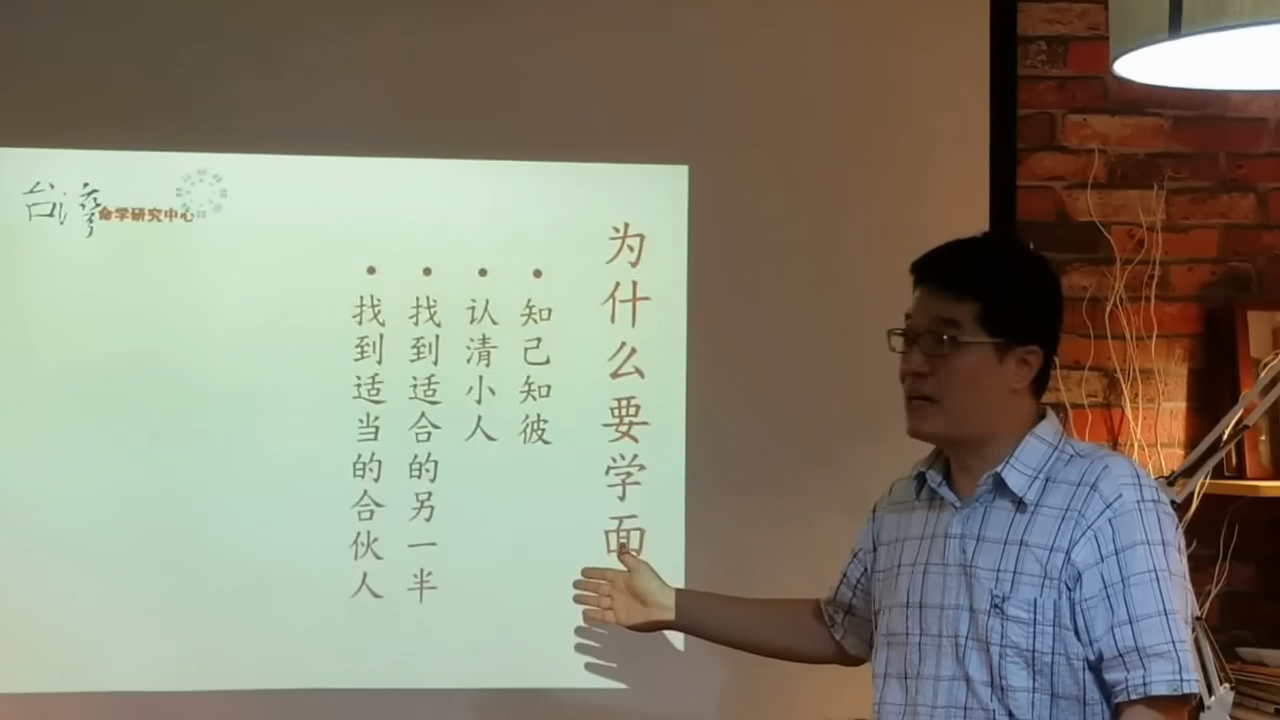 台灣命学研究中心
为什么要学面
知己知彼
认清小人
找到适合的另一半
找到适当的合伙人